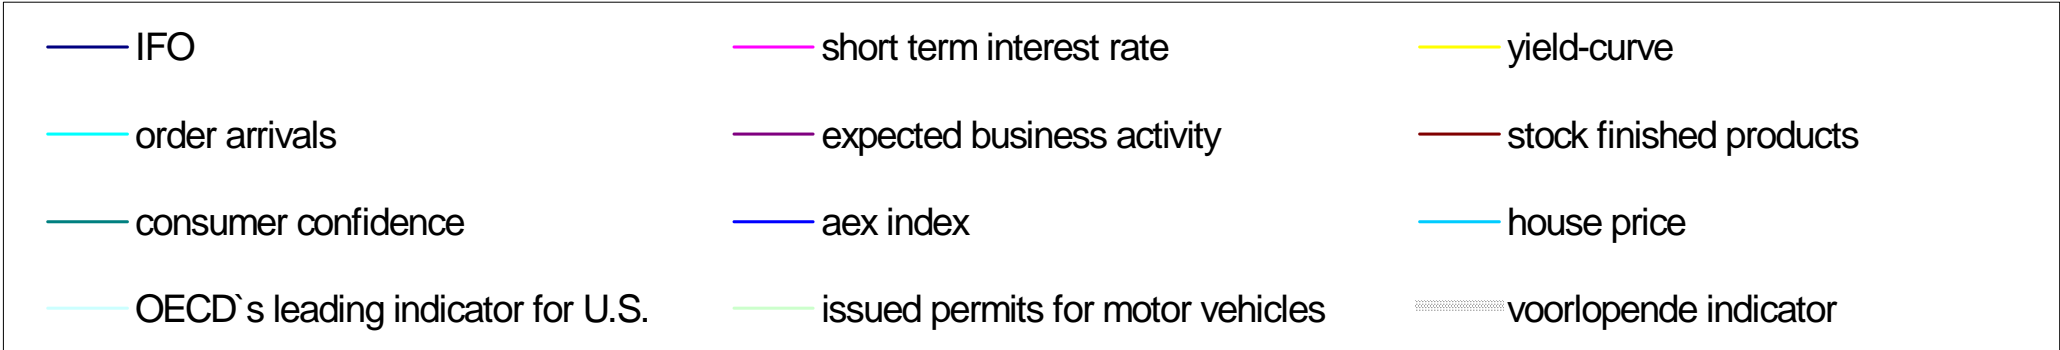 IFO short term interest rate yield-curve
order arrivals expected business activity stock finished products
consumer confidence aex index house price
OECD`s leading indicator for U.S. issued permits for motor vehicles voorlopende indicator